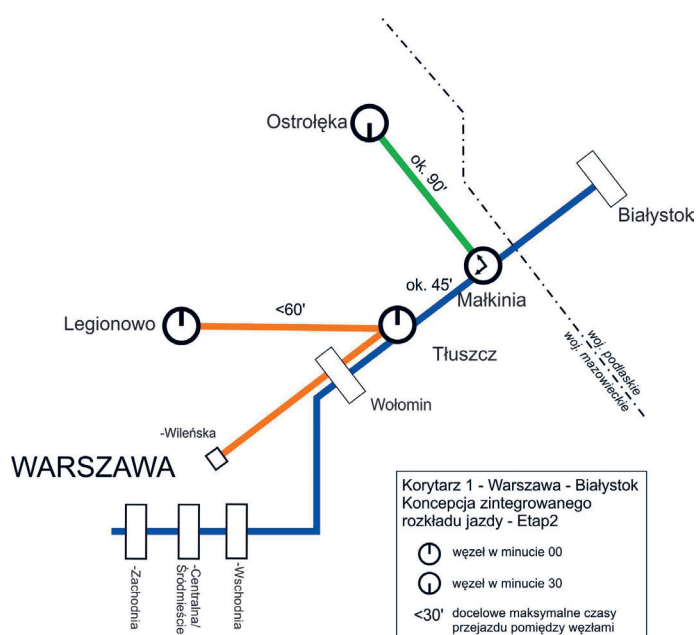 Ostrołęka
ok. 90'
Białystok
Małkinia
ok. 45'
Legionowo
<60'
Tłuszcz
woj. podlaskie
woj. mazowieckie
Wołomin
-Wileńska
WARSZAWA
-Zachodnia
-Centralna/
Śródmieście
-Wschodnia
Korytarz 1 - Warszawa - Białystok
Koncepcja zintegrowanego
rozkładu jazdy - Etap2
węzeł w minucie 00
węzeł w minucie 30
<30' docelowe maksymalne czasy
przejazdu pomiędzy węzłami